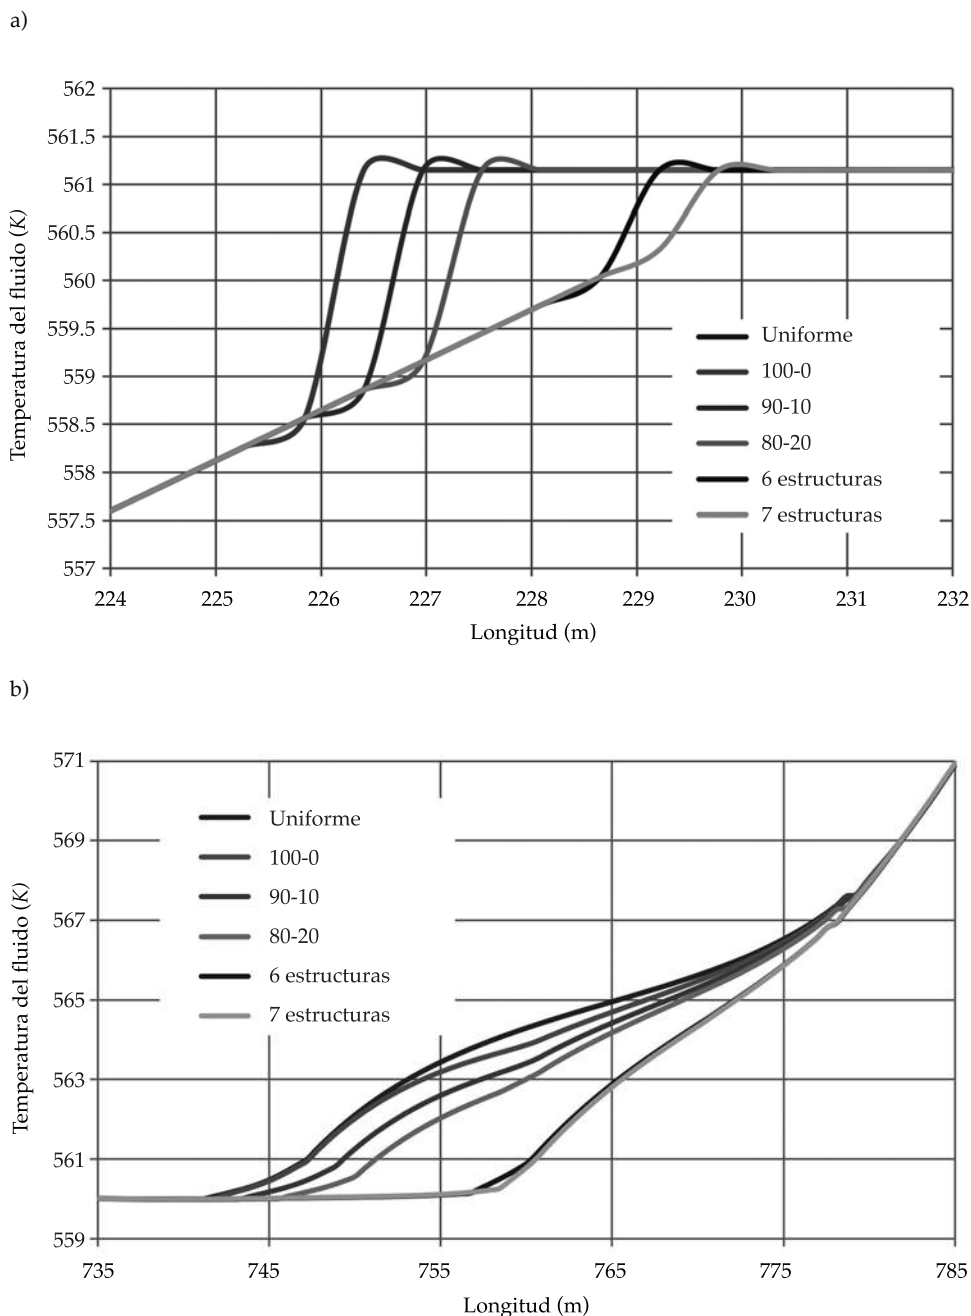 a)
Temperatura del fluido (K)
562
561.5
561
560.5
560
559.5
559
558.5
558
557.5
557
224 225 226 227 228 229 230 231 232
Longitud (m)
Uniforme
100-0
90-10
80-20
6 estructuras
7 estructuras
b)
Temperatura del fluido (K)
571
569
567
565
563
561
559
735 745 755 765 775 785
Longitud (m)
Uniforme
100-0
90-10
80-20
6 estructuras
7 estructuras